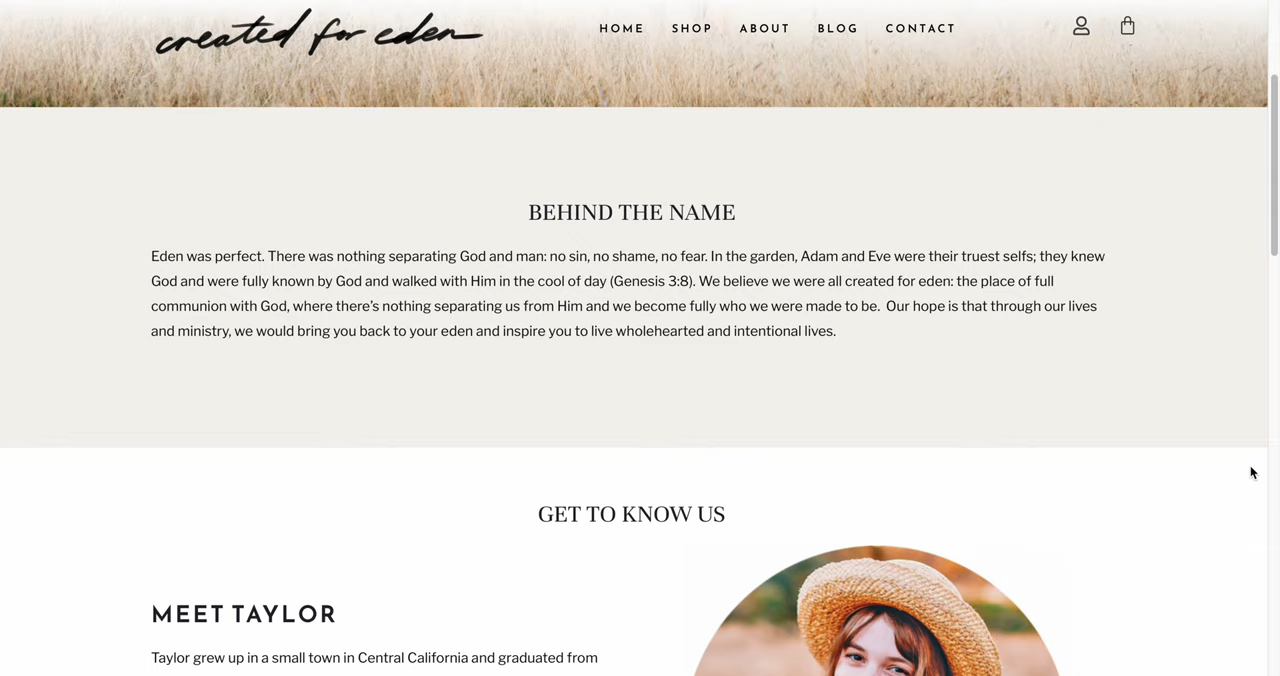 created for eden
HOME SHOP ABOUT BLOG CONTACT
BEHIND THE NAME
Eden was perfect. There was nothing separating God and man: no sin, no shame, no fear. In the garden, Adam and Eve were their truest selfs; they knew
God and were fully known by God and walked with Him in the cool of day (Genesis 3:8). We believe we were all created for eden: the place of full
communion with God, where there’s nothing separating us from Him and we become fully who we were made to be.  Our hope is that through our lives
and ministry, we would bring you back to your eden and inspire you to live wholehearted and intentional lives.
GET TO KNOW US
MEET TAYLOR
Taylor grew up in a small town in Central California and graduated from